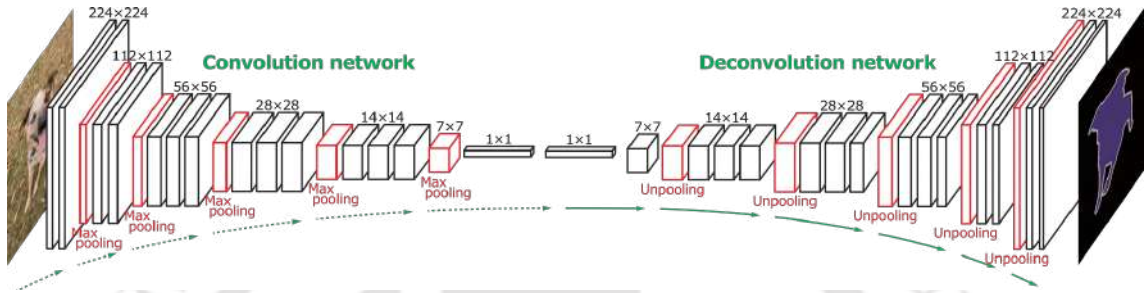 224×224
112×112
56×56
28×28
14×14
7×7
1×1
1×1
7×7
14×14
28×28
56×56
112×112
224×224
Convolution network
Deconvolution network
Max pooling
Max pooling
Max pooling
Max pooling
Max pooling
Unpooling
Unpooling
Unpooling
Unpooling
Unpooling